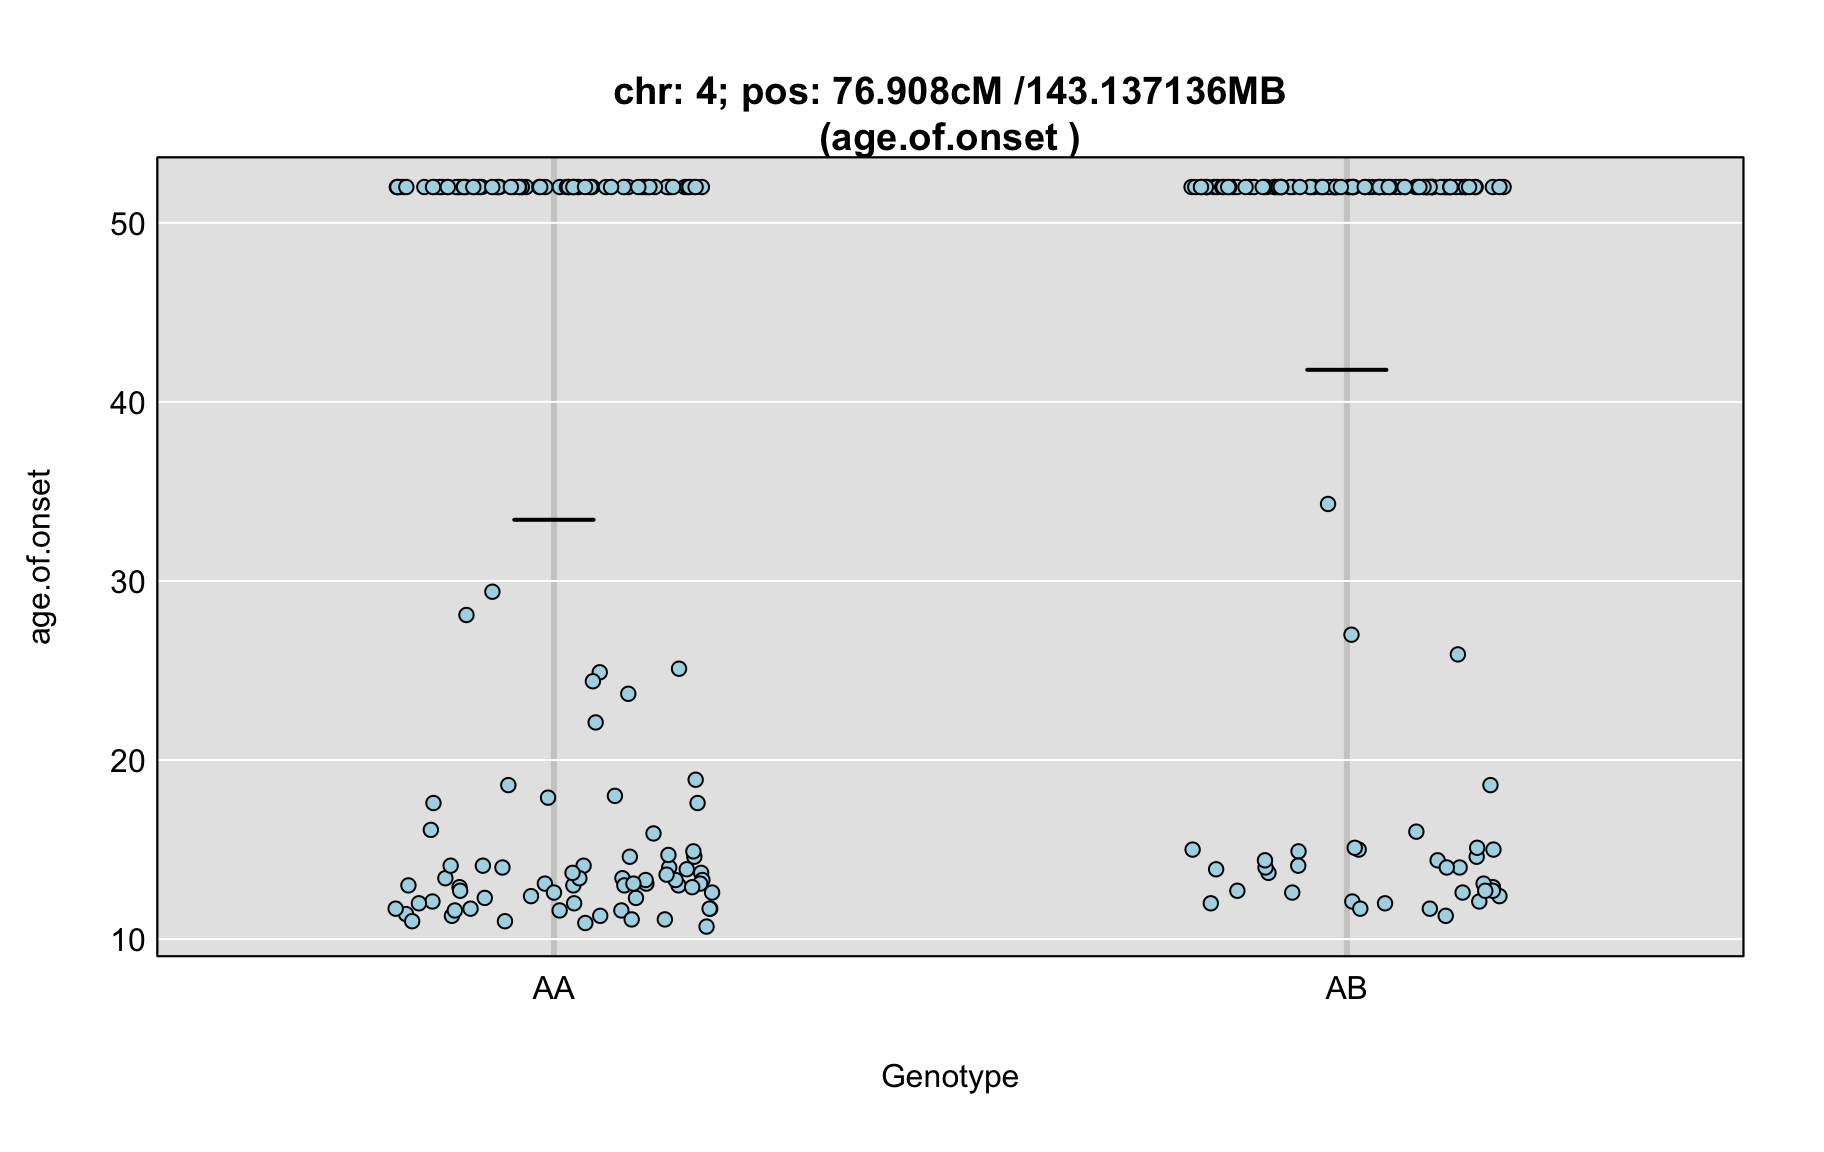 chr: 4; pos: 76.908cM /143.137136MB
(age.of.onset )
50
40
30
20
10
age.of.onset
AA
AB
Genotype